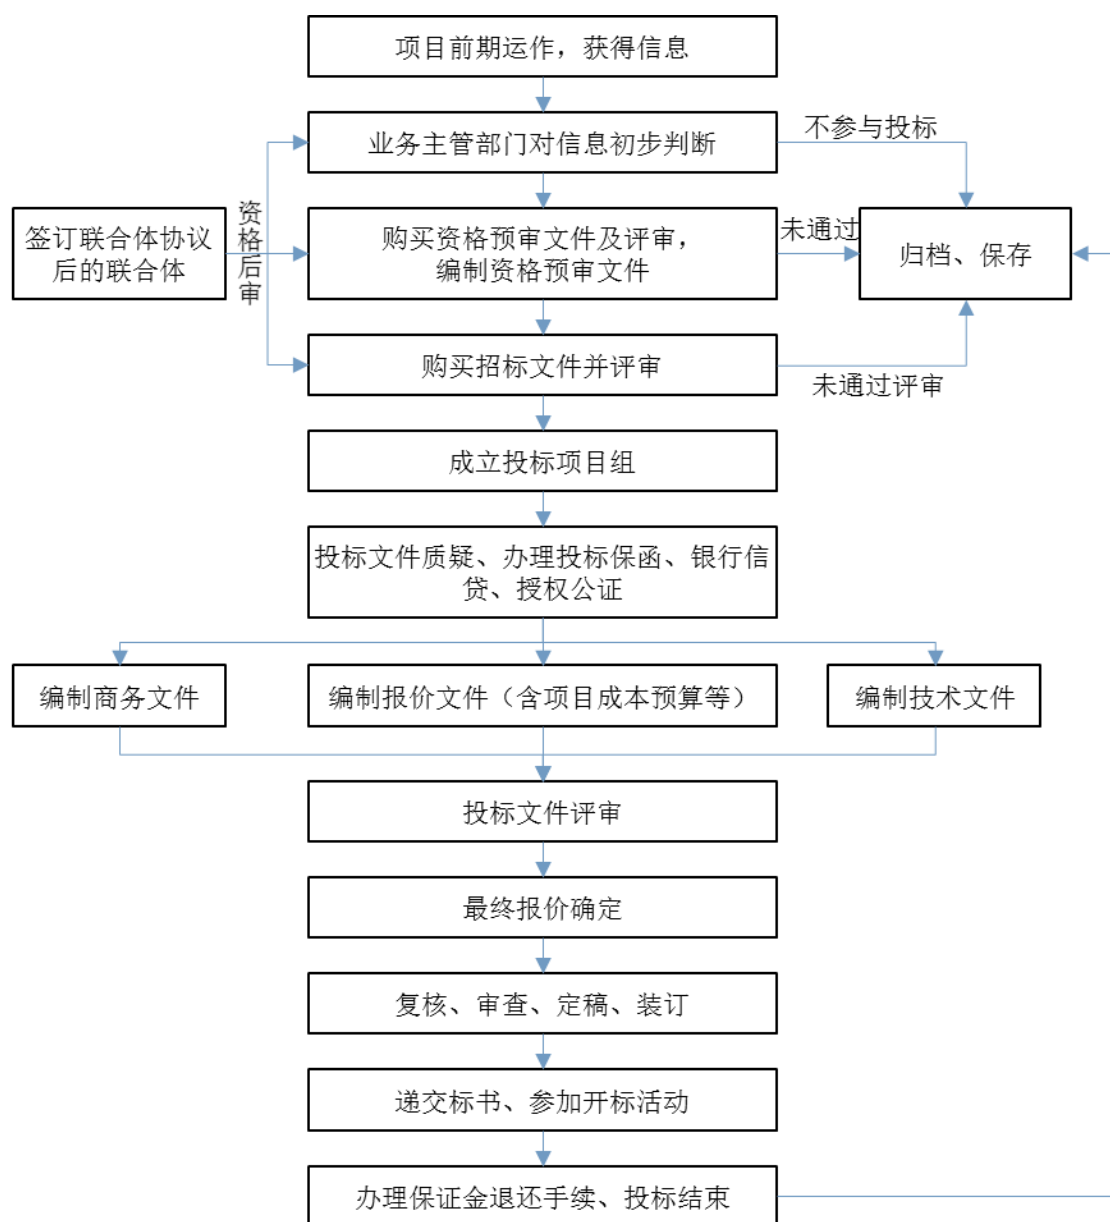 项目前期运作，获得信息
业务主管部门对信息初步判断
不参与投标
签订联合体协议
后的联合体
资格后审
购买资格预审文件及评审，
编制资格预审文件
未通过
归档、保存
购买招标文件并评审
未通过评审
成立投标项目组
投标文件质疑、办理投标保函、银行信
贷、授权公证
编制商务文件
编制报价文件（含项目成本预算等）
编制技术文件
投标文件评审
最终报价确定
复核、审查、定稿、装订
递交标书、参加开标活动
办理保证金退还手续、投标结束